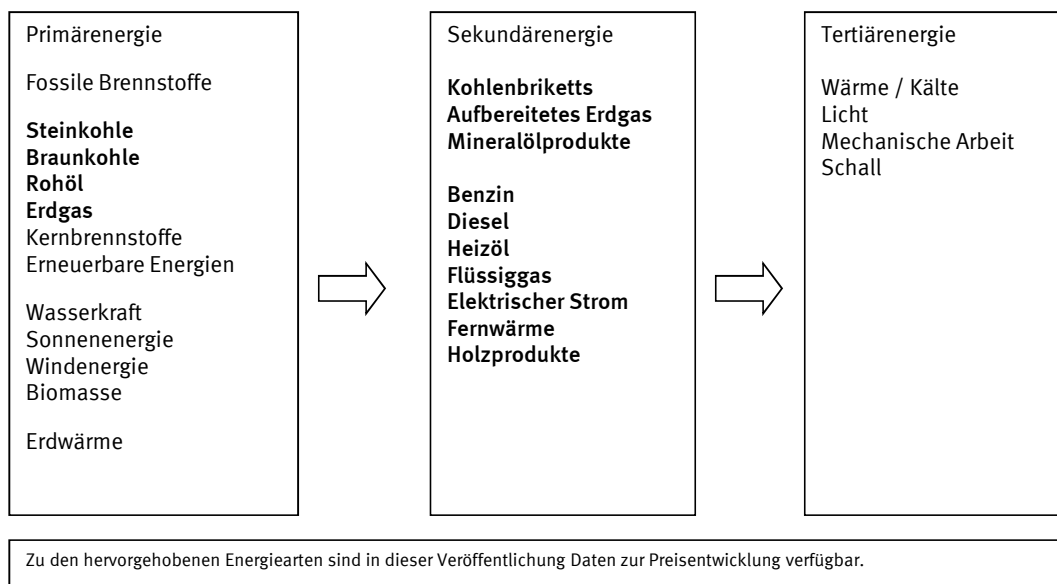 Primärenergie
Fossile Brennstoffe
Steinkohle
Braunkohle
Rohöl
Erdgas
Kernbrennstoffe
Erneuerbare Energien
Wasserkraft
Sonnenenergie
Windenergie
Biomasse
Erdwärme
Sekundärenergie
Kohlenbriketts
Aufbereitetes Erdgas
Mineralölprodukte
Benzin
Diesel
Heizöl
Flüssiggas
Elektrischer Strom
Fernwärme
Holzprodukte
Tertiärenergie
Wärme / Kälte
Licht
Mechanische Arbeit
Schall
Zu den hervorgehobenen Energiearten sind in dieser Veröffentlichung Daten zur Preisentwicklung verfügbar.